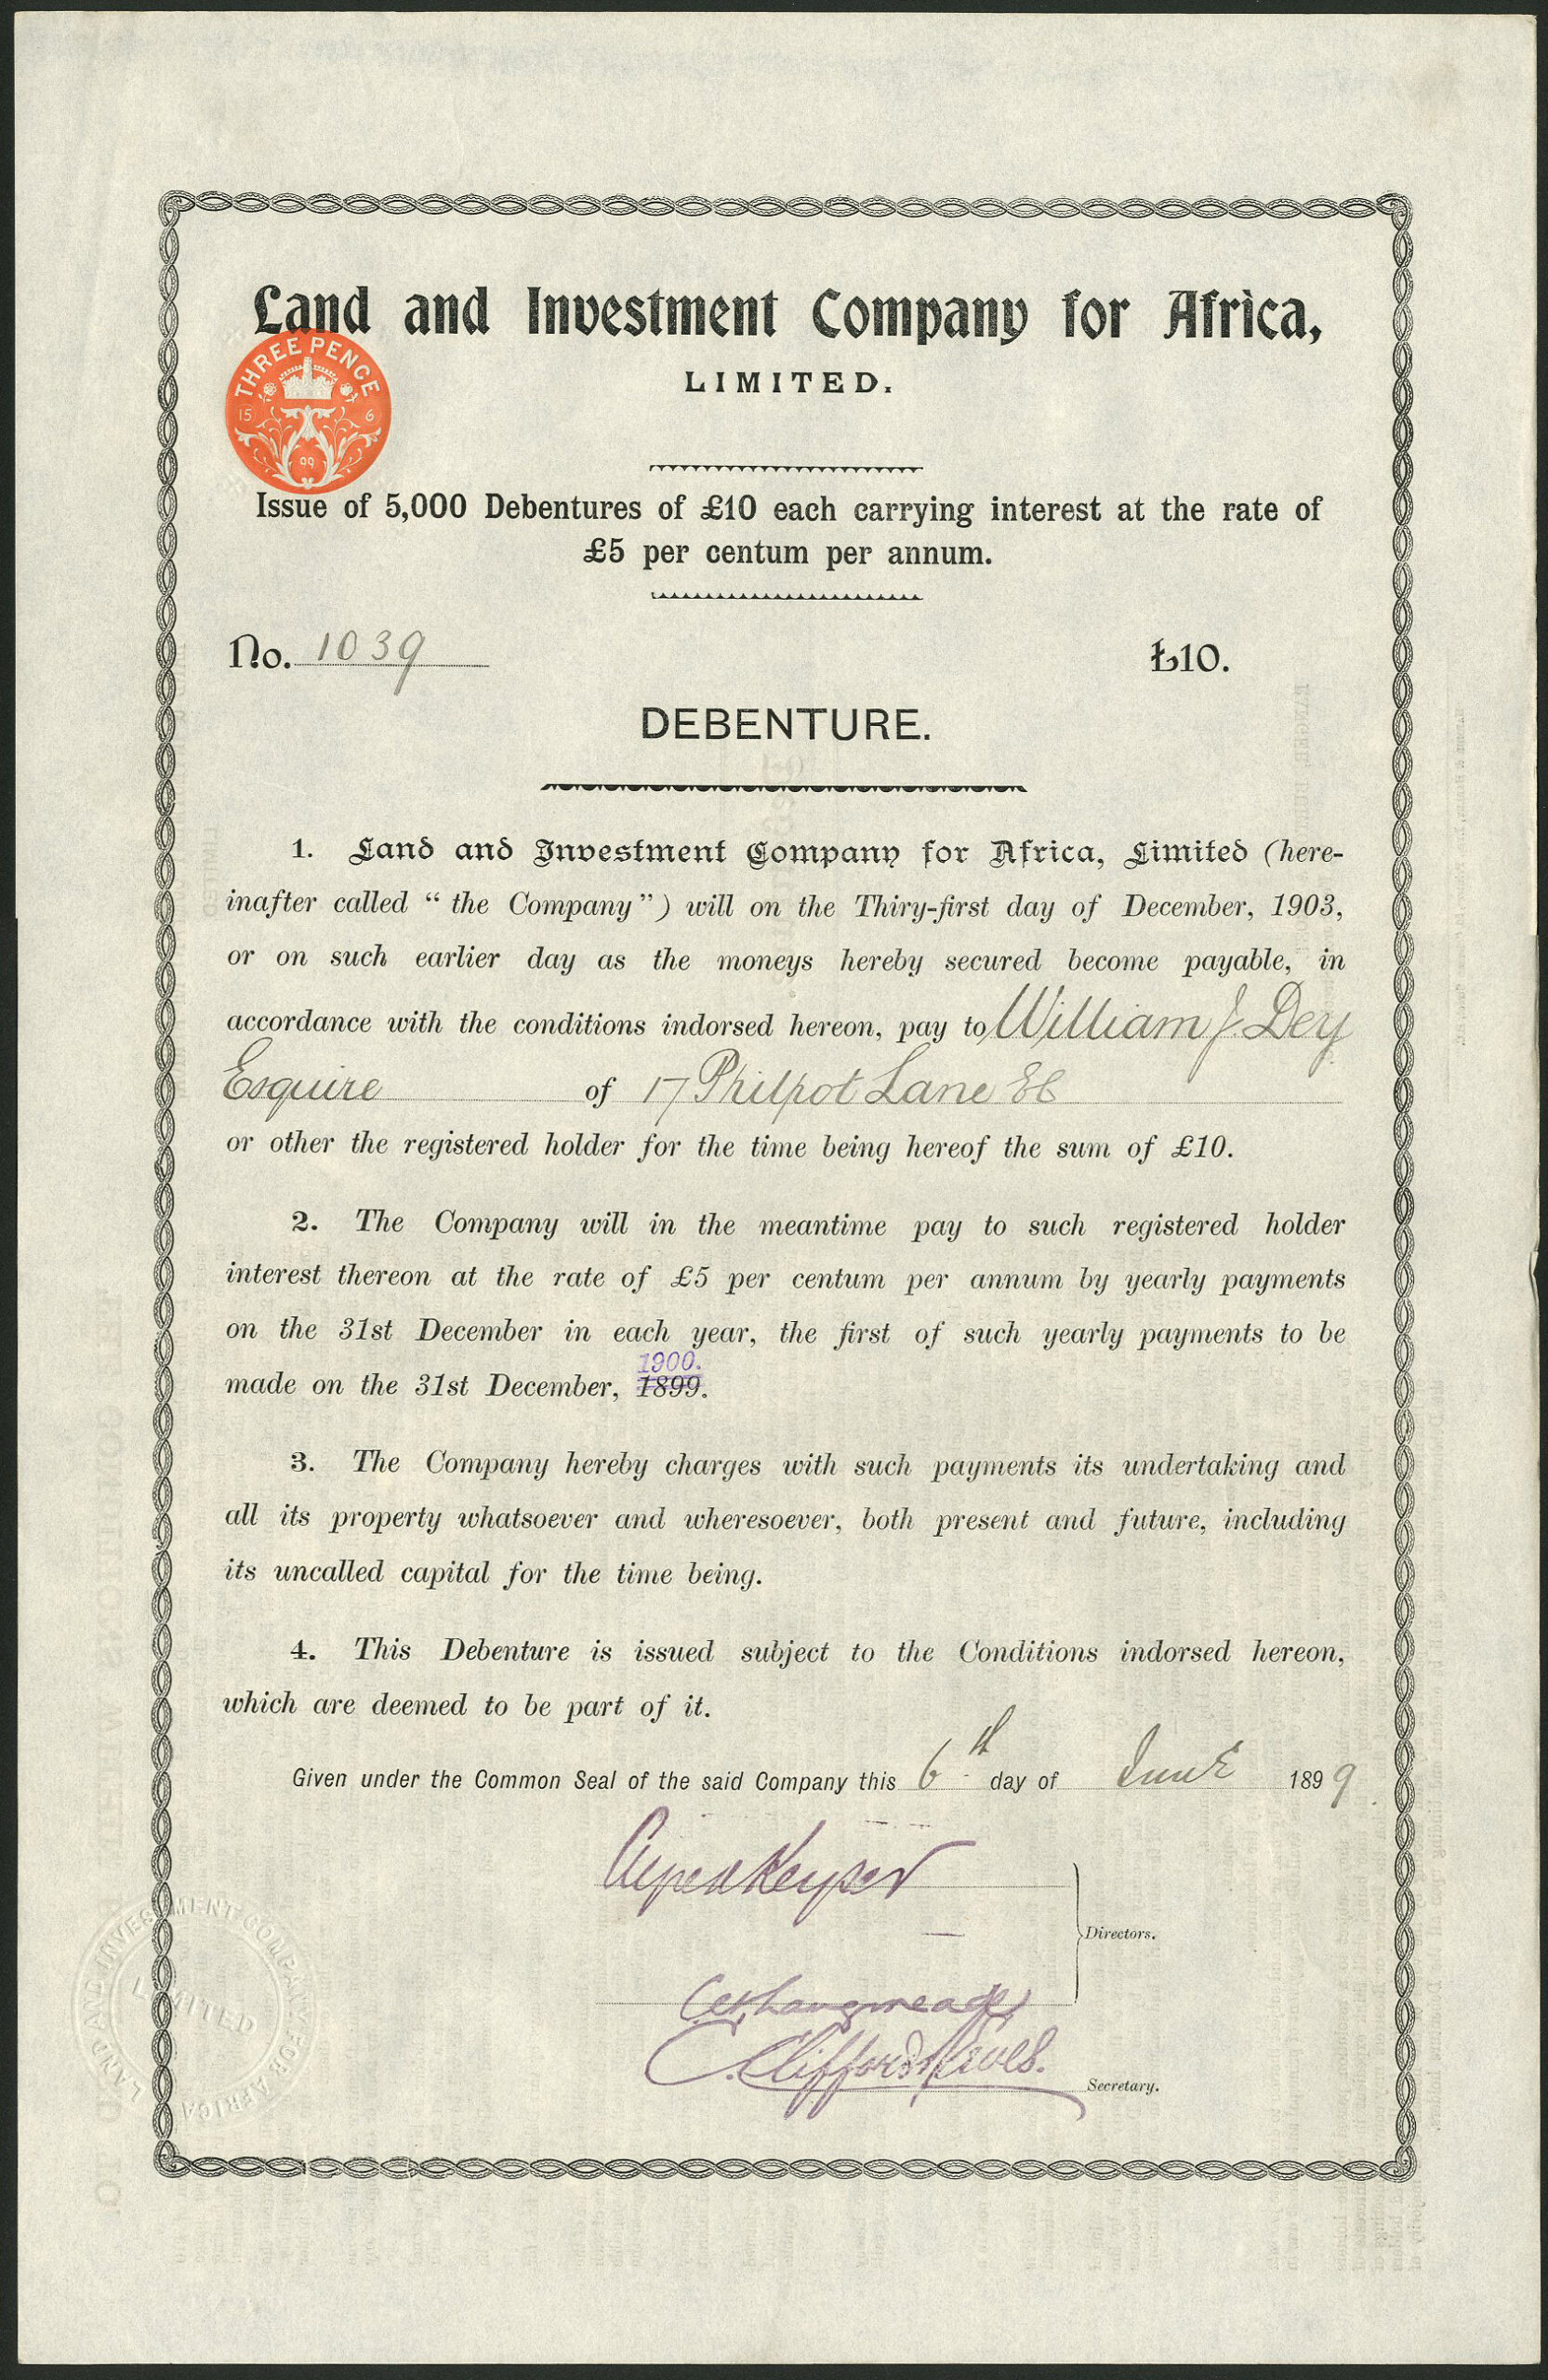 Land and Investment Company for Africa,
LIMITED.
THREE PENCE
15 6
99
Issue of 5,000 Debentures of £10 each carrying interest at the rate of
£5 per centum per annum.
No. 1039 £10.
DEBENTURE.
1. Land and Investment Company for Africa, Limited (here-
inafter called “ the Company ”) will on the Thiry-first day of December, 1903,
or on such earlier day as the moneys hereby secured become payable, in
accordance with the conditions indorsed hereon, pay to William J. Dey
Esquire of 17 Philpot Lane EC
or other the registered holder for the time being hereof the sum of £10.
2. The Company will in the meantime pay to such registered holder
interest thereon at the rate of £5 per centum per annum by yearly payments
on the 31st December in each year, the first of such yearly payments to be
1900.
made on the 31st December, 1899.
3. The Company hereby charges with such payments its undertaking and
all its property whatsoever and wheresoever, both present and future, including
its uncalled capital for the time being.
4. This Debenture is issued subject to the Conditions indorsed hereon,
which are deemed to be part of it.
Given under the Common Seal of the said Company this 6th day of June 1899
Keyser
Directors.
C. Clifford
Secretary.
LAND AND INVESTMENT COMPANY FOR AFRICA
LIMITED